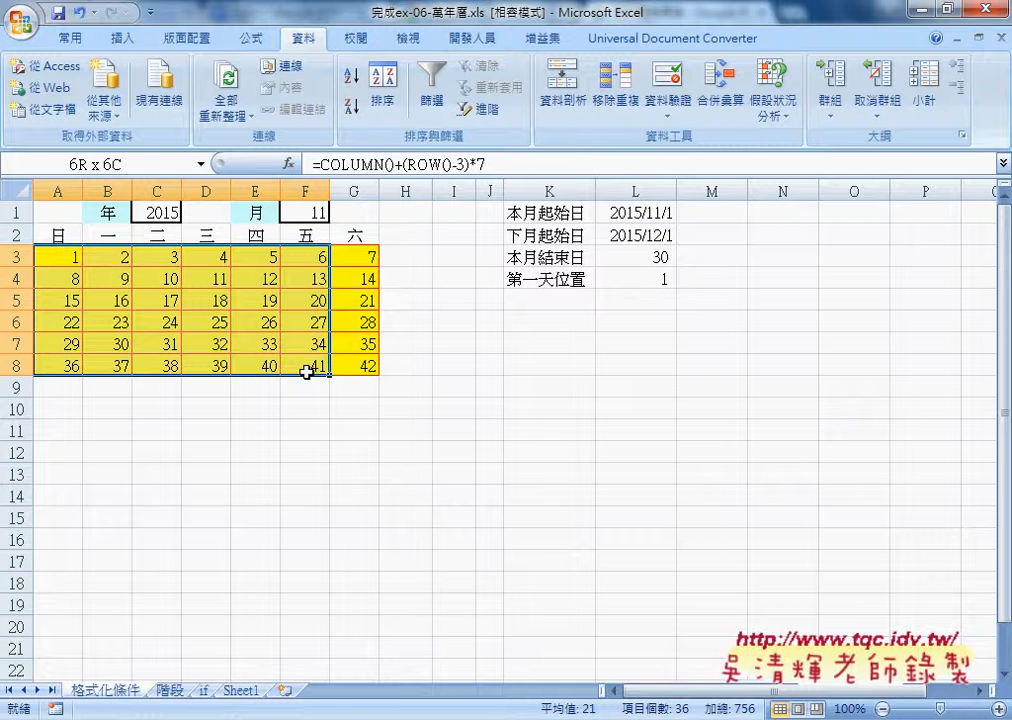 完成ex-06-萬年曆.xls [相容模式] - Microsoft Excel
常用 插入 版面配置 公式 資料 校閱 檢視 開發人員 增益集 Universal Document Converter
從 Access
從 Web
從文字檔
從其他來源
現有連線
取得外部資料
全部重新整理
連線
內容
編輯連結
連線
排序
篩選
清除
重新套用
進階
排序與篩選
資料剖析 移除重複 資料驗證 合併彙算 假設狀況分析
資料工具
群組 取消群組 小計
大綱
6R x 6C fx =COLUMN()+(ROW()-3)*7
A B C D E F G H I J K L M N O P
1 年 2015 月 11 本月起始日 2015/11/1
2 日 一 二 三 四 五 六 下月起始日 2015/12/1
3 1 2 3 4 5 6 7 本月結束日 30
4 8 9 10 11 12 13 14 第一天位置 1
5 15 16 17 18 19 20 21
6 22 23 24 25 26 27 28
7 29 30 31 32 33 34 35
8 36 37 38 39 40 41 42
9
10
11
12
13
14
15
16
17
18
19
20
21
22
http://www.tqc.idv.tw/
吳清輝老師錄製
格式化條件 階段 if Sheet1
就緒 平均值: 21 項目個數: 36 加總: 756 100%